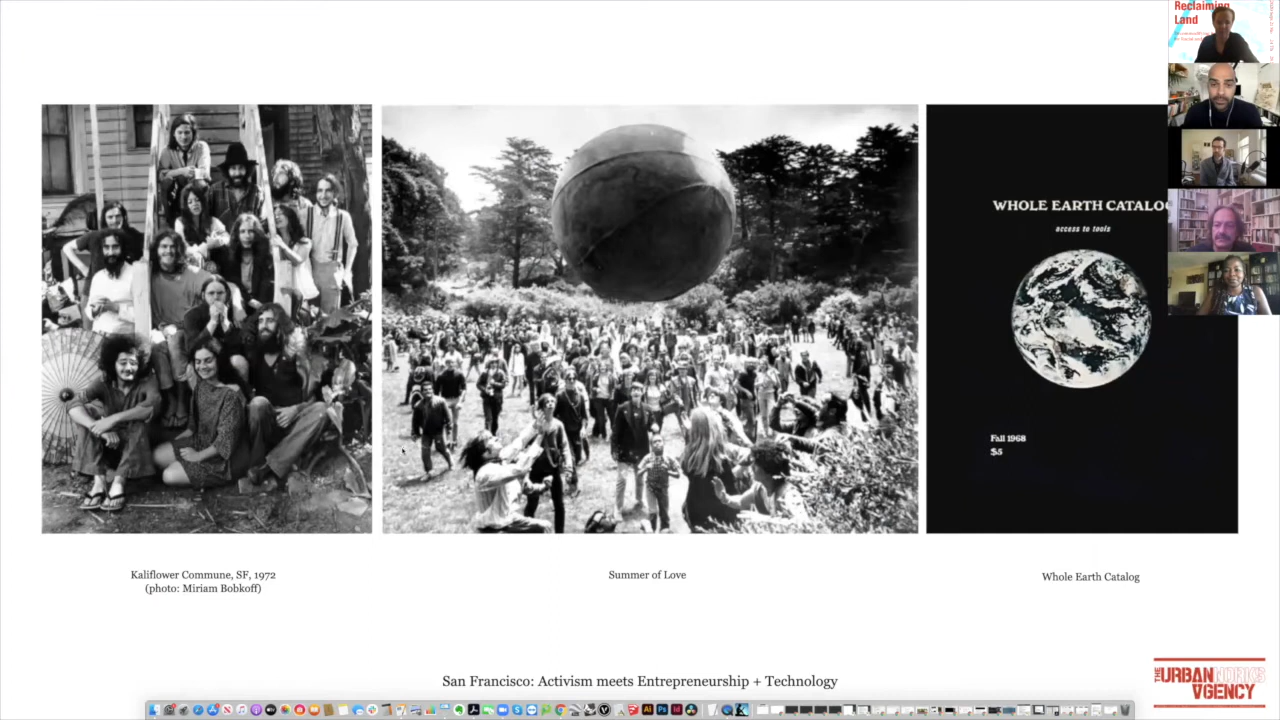 Reclaiming
Land
WHOLE EARTH CATALOG
access to tools
Fall 1968
$5
Kaliflower Commune, SF, 1972
(photo: Miriam Bobkoff)
Summer of Love
Whole Earth Catalog
San Francisco: Activism meets Entrepreneurship + Technology
THE URBAN WORKS
AGENCY